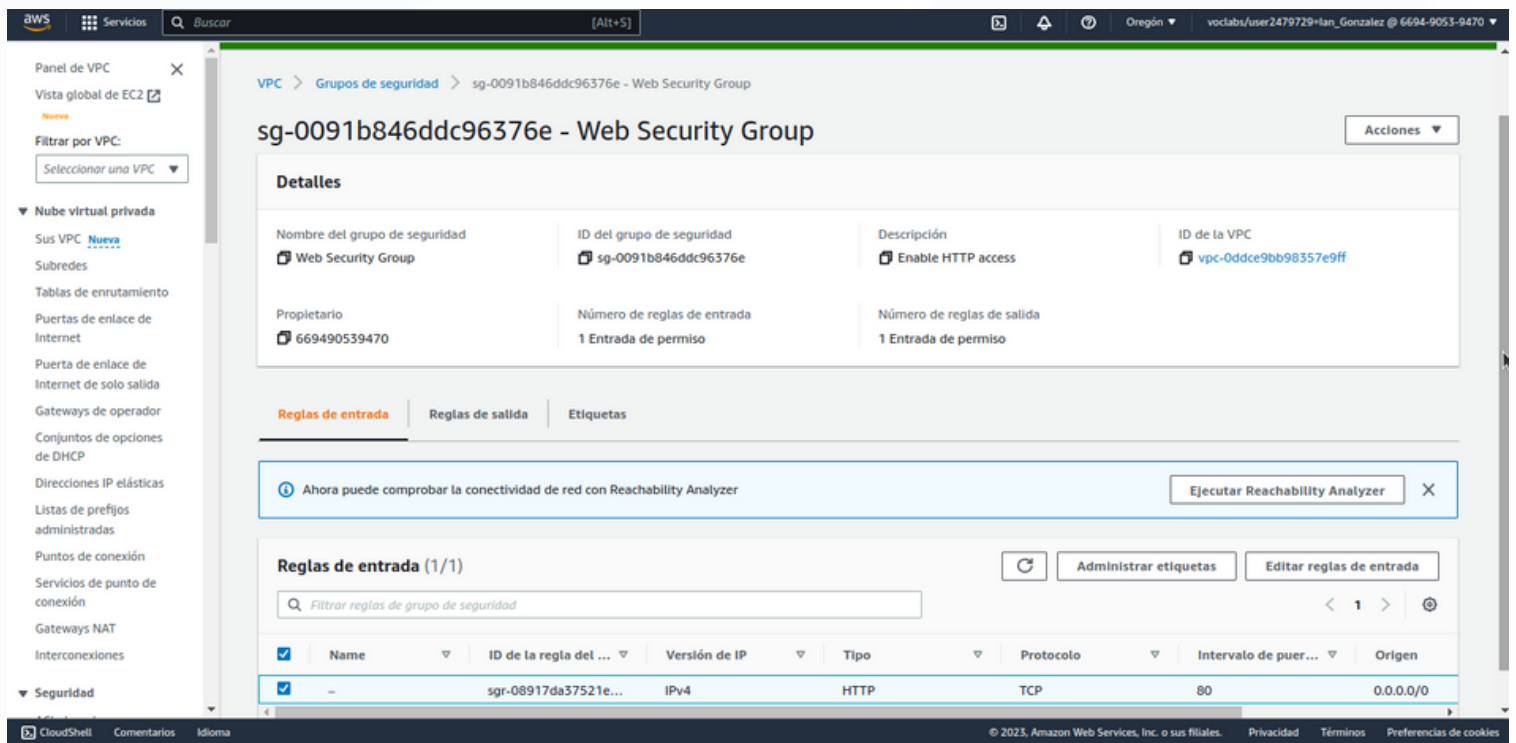 aws Servicios Buscar [Alt+S] Oregón voclabs/user2479729=Ian_Gonzalez @ 6694-9053-9470
Panel de VPC
Vista global de EC2
Nueva
Filtrar por VPC:
Seleccionar una VPC
Nube virtual privada
Sus VPC Nueva
Subredes
Tablas de enrutamiento
Puertas de enlace de
Internet
Puerta de enlace de
Internet de solo salida
Gateways de operador
Conjuntos de opciones
de DHCP
Direcciones IP elásticas
Listas de prefijos
administradas
Puntos de conexión
Servicios de punto de
conexión
Gateways NAT
Interconexiones
Seguridad
VPC > Grupos de seguridad > sg-0091b846ddc96376e - Web Security Group
sg-0091b846ddc96376e - Web Security Group
Acciones
Detalles
Nombre del grupo de seguridad
Web Security Group
ID del grupo de seguridad
sg-0091b846ddc96376e
Descripción
Enable HTTP access
ID de la VPC
vpc-0ddce9bb98357e9ff
Propietario
669490539470
Número de reglas de entrada
1 Entrada de permiso
Número de reglas de salida
1 Entrada de permiso
Reglas de entrada Reglas de salida Etiquetas
Ahora puede comprobar la conectividad de red con Reachability Analyzer
Ejecutar Reachability Analyzer
Reglas de entrada (1/1)
Administrar etiquetas
Editar reglas de entrada
Filtrar reglas de grupo de seguridad
< 1 >
Name ID de la regla del ... Versión de IP Tipo Protocolo Intervalo de puer... Origen
– sgr-08917da37521e... IPv4 HTTP TCP 80 0.0.0.0/0
CloudShell Comentarios Idioma © 2023, Amazon Web Services, Inc. o sus filiales. Privacidad Términos Preferencias de cookies